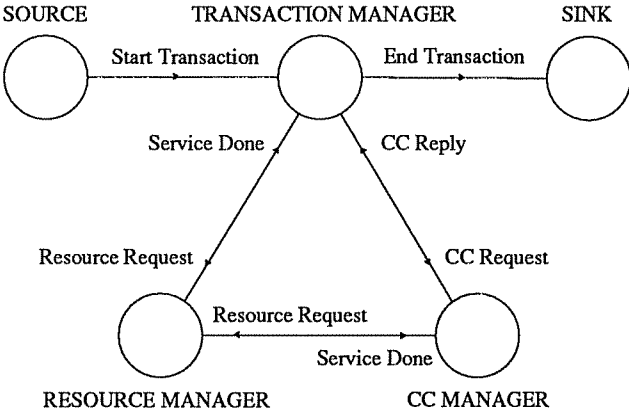 SOURCE TRANSACTION MANAGER SINK
Start Transaction End Transaction
Service Done CC Reply
Resource Request CC Request
Resource Request
Service Done
RESOURCE MANAGER CC MANAGER